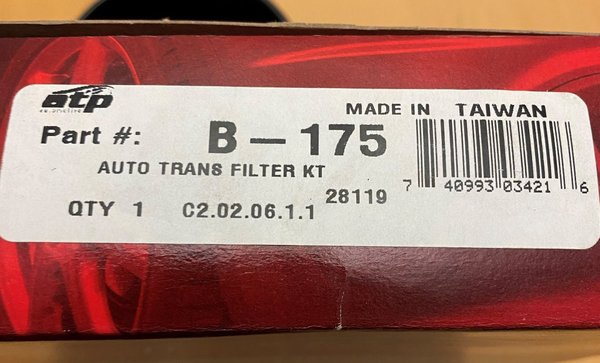 atp
MADE IN TAIWAN
Part #: B-175
AUTO TRANS FILTER KT
28119
QTY 1 C2.02.06.1.1
7 40993 03421 6